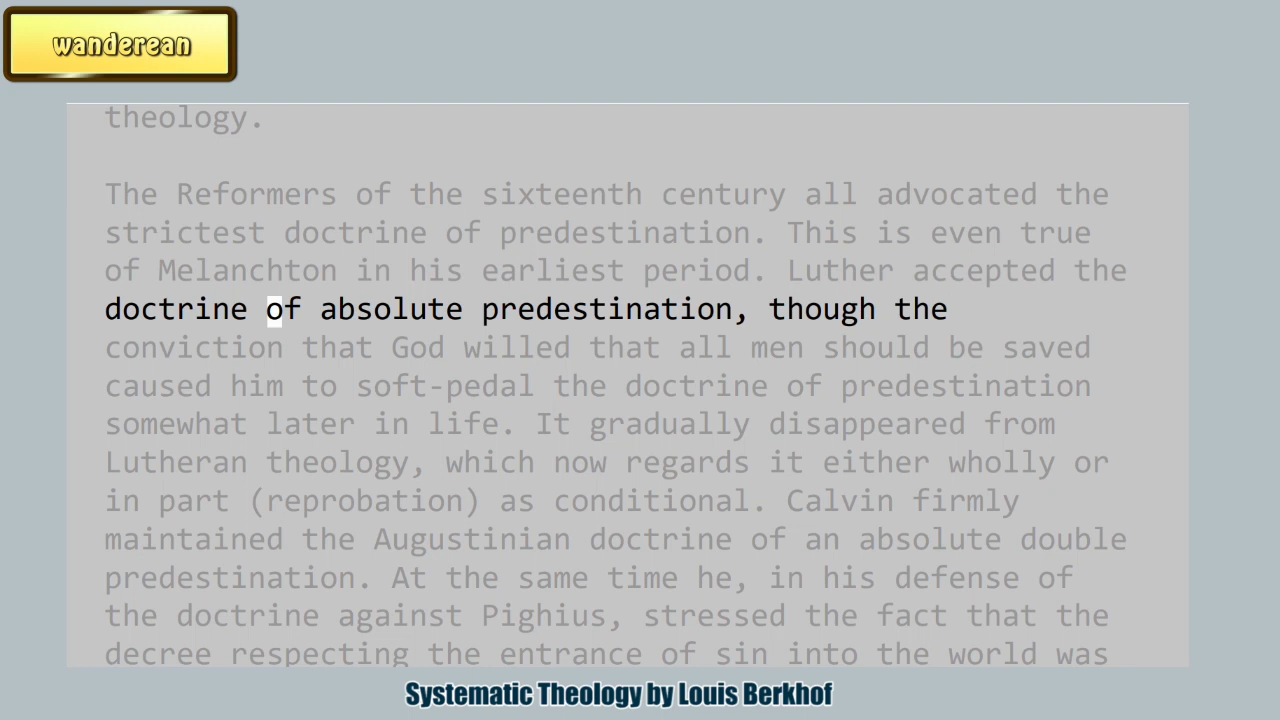 wanderean
theology.
The Reformers of the sixteenth century all advocated the
strictest doctrine of predestination. This is even true
of Melanchton in his earliest period. Luther accepted the
doctrine of absolute predestination, though the
conviction that God willed that all men should be saved
caused him to soft-pedal the doctrine of predestination
somewhat later in life. It gradually disappeared from
Lutheran theology, which now regards it either wholly or
in part (reprobation) as conditional. Calvin firmly
maintained the Augustinian doctrine of an absolute double
predestination. At the same time he, in his defense of
the doctrine against Pighius, stressed the fact that the
decree respecting the entrance of sin into the world was
Systematic Theology by Louis Berkhof